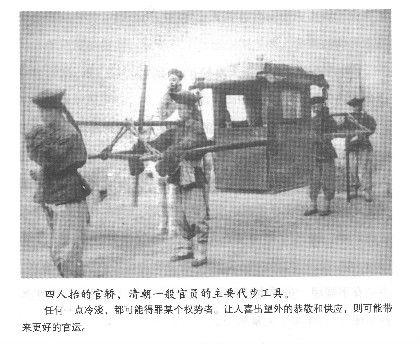 四人抬的官轿，清朝一般官员的主要代步工具。
任何一点冷淡，都可能得罪某个权势者。让人喜出望外的恭敬和供应，则可能带
来更好的官运。